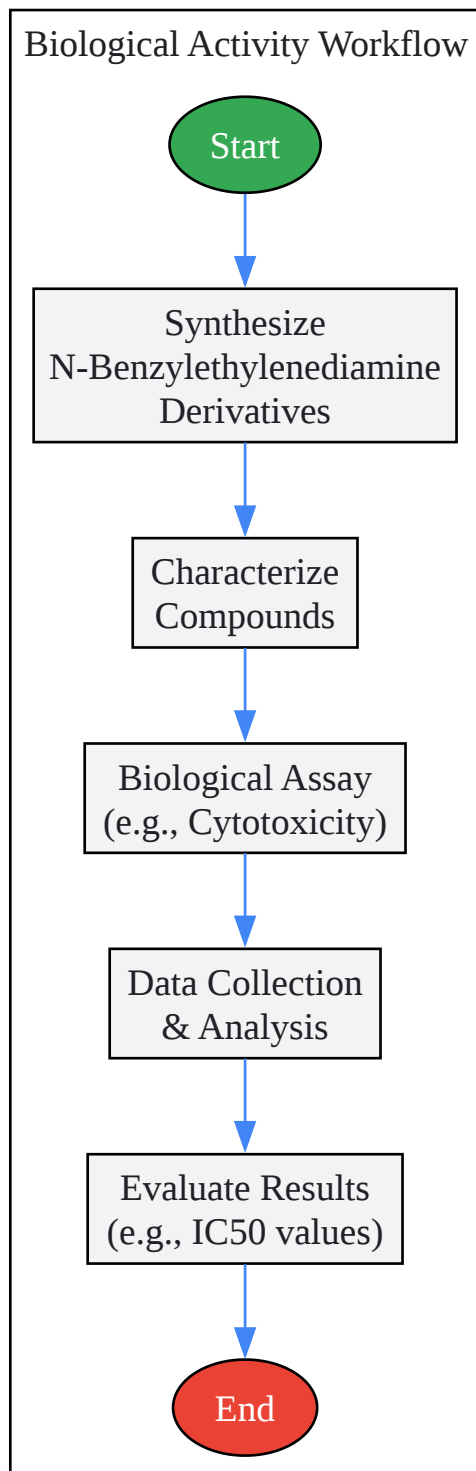 Biological Activity Workflow
Start
Synthesize
N-Benzylethylenediamine
Derivatives
Characterize
Compounds
Biological Assay
(e.g., Cytotoxicity)
Data Collection
& Analysis
Evaluate Results
(e.g., IC50 values)
End